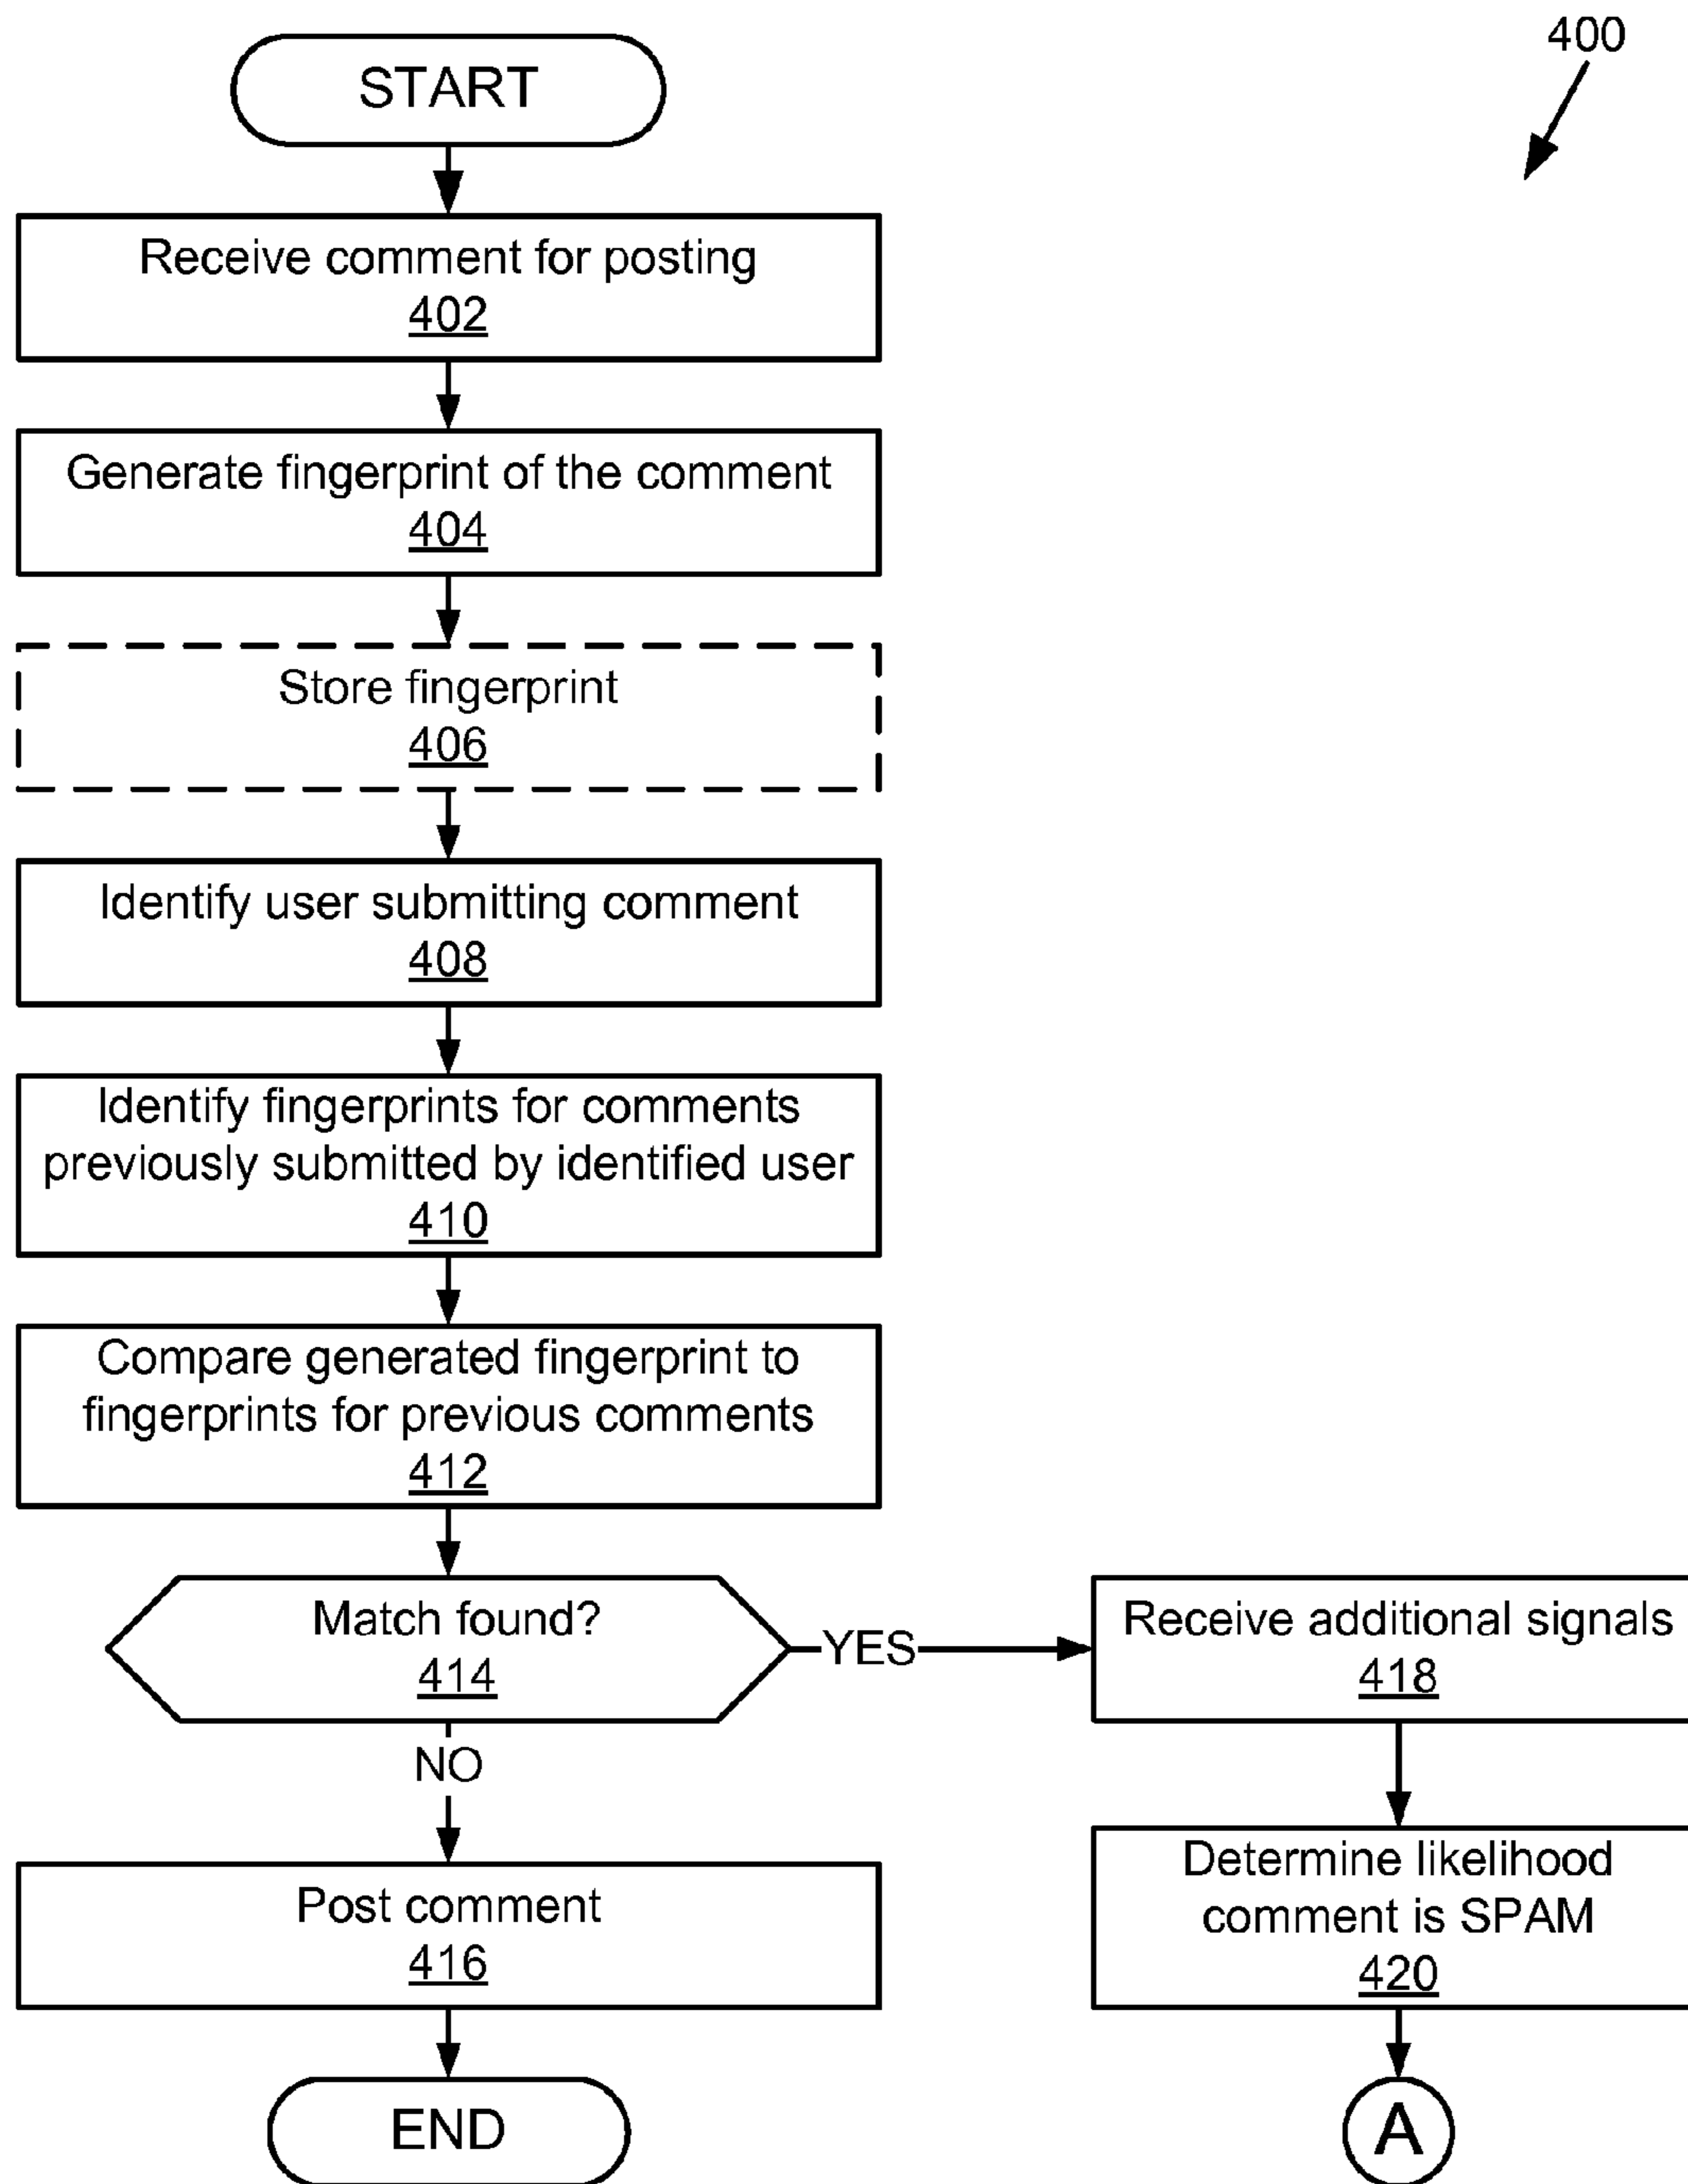 400
START
Receive comment for posting
402
Generate fingerprint of the comment
404
Store fingerprint
406
Identify user submitting comment
408
Identify fingerprints for comments
previously submitted by identified user
410
Compare generated fingerprint to
fingerprints for previous comments
412
Match found?
414
YES
Receive additional signals
418
NO
Determine likelihood
comment is SPAM
420
Post comment
416
END
A